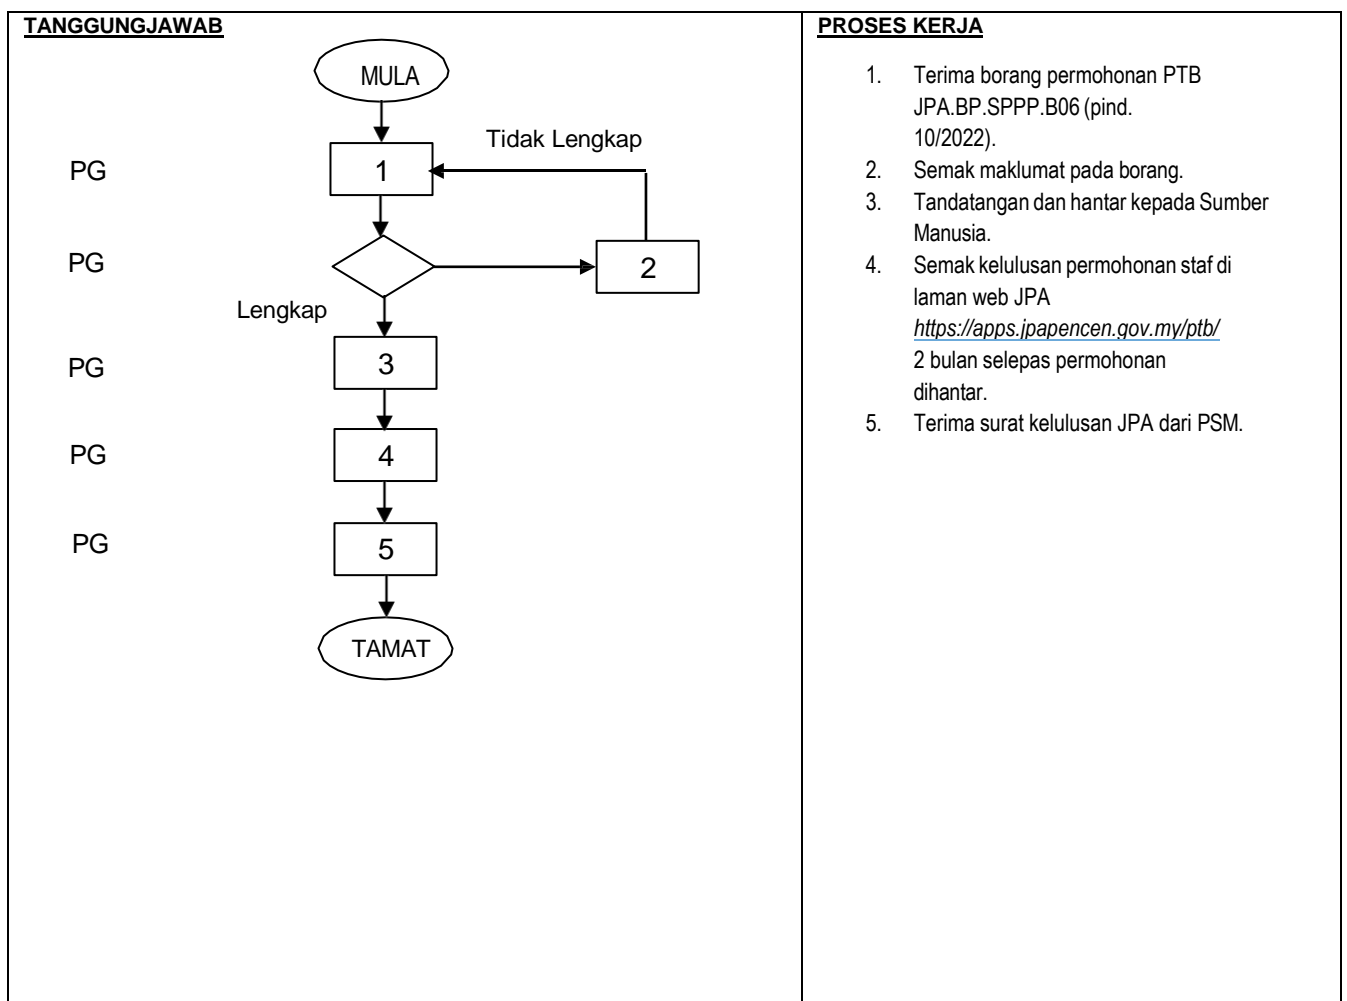 TANGGUNGJAWAB
MULA
Tidak Lengkap
PG
1
PG
2
Lengkap
PG
3
PG
4
PG
5
TAMAT
PROSES KERJA
1. Terima borang permohonan PTB
JPA.BP.SPPP.B06 (pind.
10/2022).
2. Semak maklumat pada borang.
3. Tandatangan dan hantar kepada Sumber
Manusia.
4. Semak kelulusan permohonan staf di
laman web JPA
https://apps.jpapencen.gov.my/ptb/
2 bulan selepas permohonan
dihantar.
5. Terima surat kelulusan JPA dari PSM.